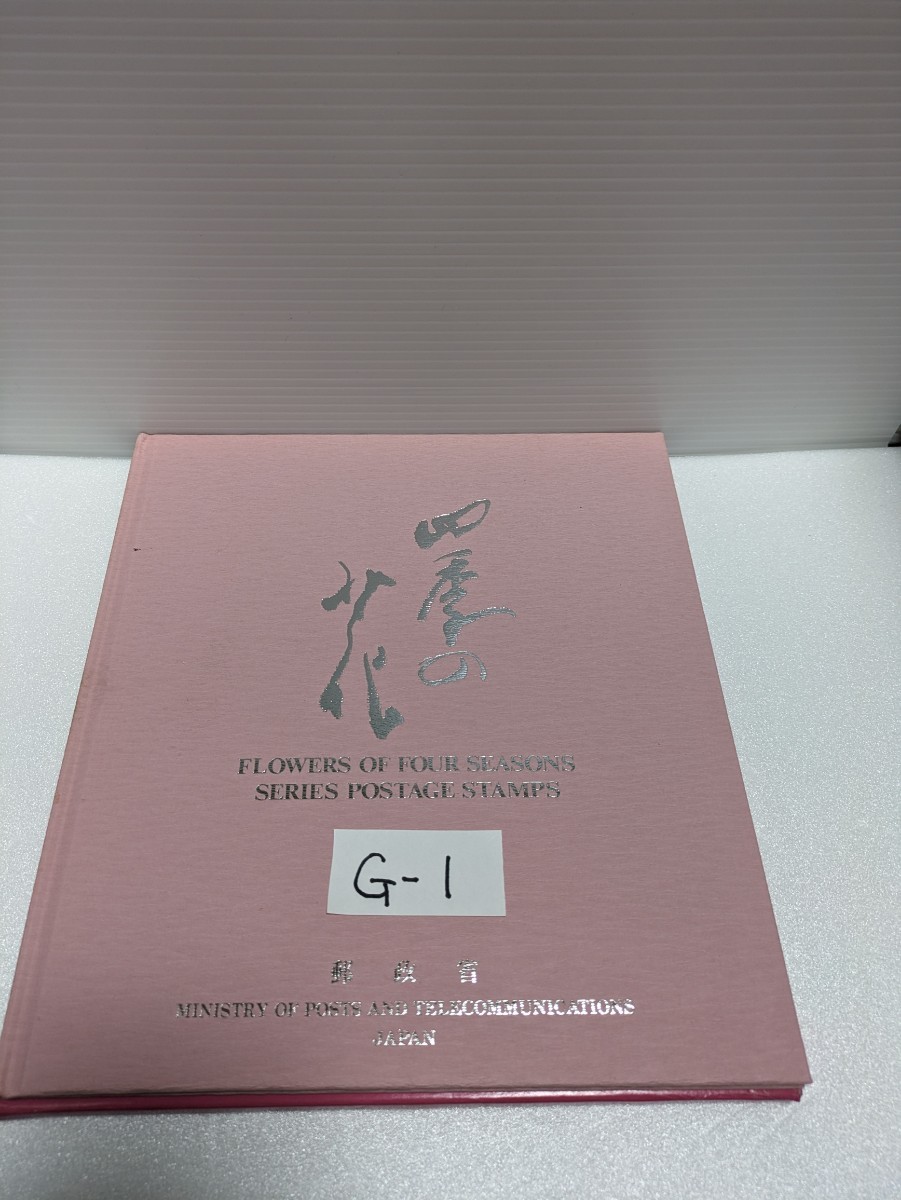 四季の
花
FLOWERS OF FOUR SEASONS
SERIES POSTAGE STAMPS
G-1
郵政省
MINISTRY OF POSTS AND TELECOMMUNICATIONS
JAPAN